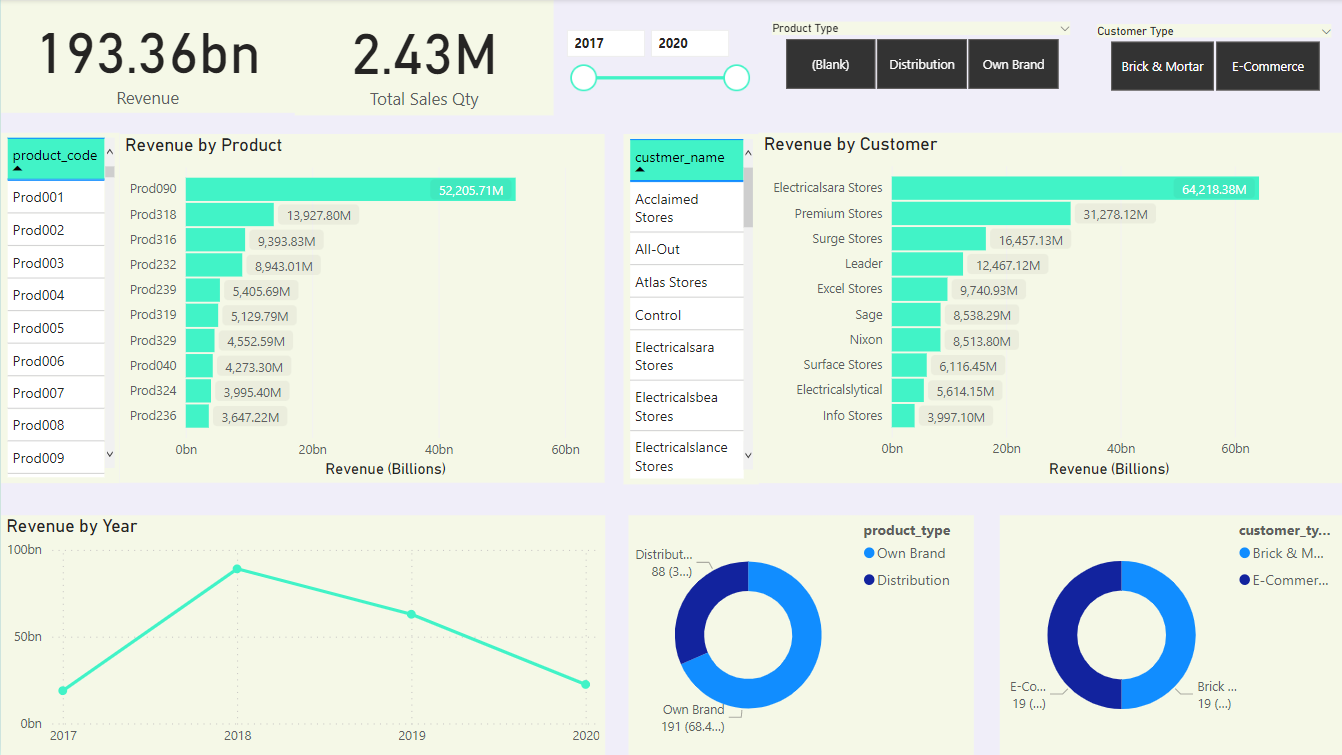 193.36bn
Revenue
2.43M
Total Sales Qty
2017
2020
Product Type
(Blank)
Distribution
Own Brand
Customer Type
Brick & Mortar
E-Commerce
product_code
Prod001
Prod002
Prod003
Prod004
Prod005
Prod006
Prod007
Prod008
Prod009
Revenue by Product
Prod090
52,205.71M
Prod318
13,927.80M
Prod316
9,393.83M
Prod232
8,943.01M
Prod239
5,405.69M
Prod319
5,129.79M
Prod329
4,552.59M
Prod040
4,273.30M
Prod324
3,995.40M
Prod236
3,647.22M
0bn
20bn
40bn
60bn
Revenue (Billions)
custmer_name
Acclaimed
Stores
All-Out
Atlas Stores
Control
Electricalsara
Stores
Electricalsbea
Stores
Electricalslance
Stores
Revenue by Customer
Electricalsara Stores
64,218.38M
Premium Stores
31,278.12M
Surge Stores
16,457.13M
Leader
12,467.12M
Excel Stores
9,740.93M
Sage
8,538.29M
Nixon
8,513.80M
Surface Stores
6,116.45M
Electricalslytical
5,614.15M
Info Stores
3,997.10M
0bn
20bn
40bn
60bn
Revenue (Billions)
Revenue by Year
100bn
50bn
0bn
2017
2018
2019
2020
Distribut...
88 (3...)
Own Brand
191 (68.4...)
product_type
Own Brand
Distribution
E-Co...
19 (...)
Brick ...
19 (...)
customer_ty...
Brick & M...
E-Commer...